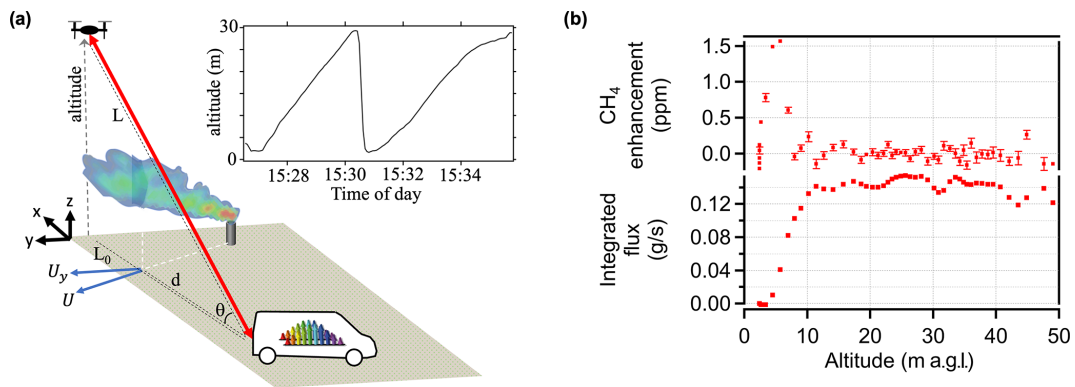 (a)
altitude
L
x
z
y
L₀
d
U_y
U
θ
altitude (m)
30
0
15:28
15:30
15:32
15:34
Time of day
(b)
CH₄
enhancement
(ppm)
1.5
1.0
0.5
0.0
Integrated
flux
(g/s)
0.12
0.08
0.04
0.00
0
10
20
30
40
50
Altitude (m a.g.l.)